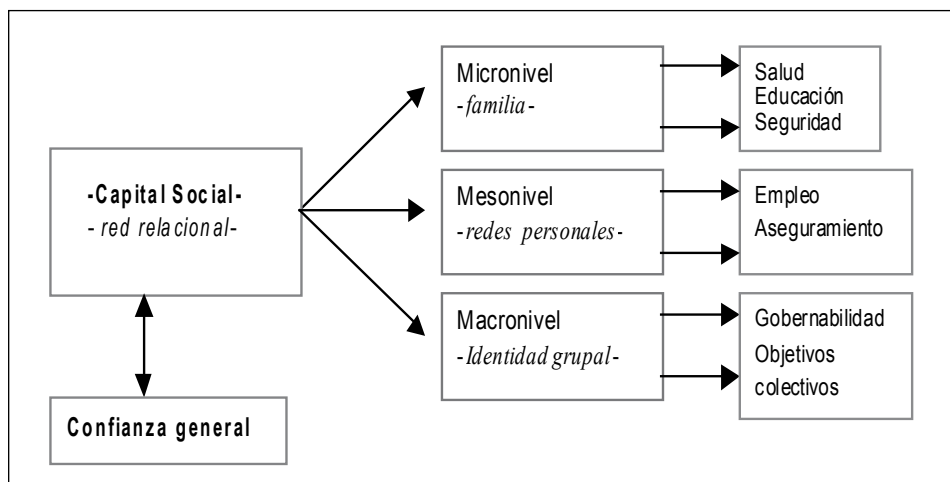 -Capital Social-
- red relacional-
Confianza general
Micronivel
-familia-
Mesonivel
-redes personales-
Macronivel
-Identidad grupal-
Salud
Educación
Seguridad
Empleo
Aseguramiento
Gobernabilidad
Objetivos
colectivos